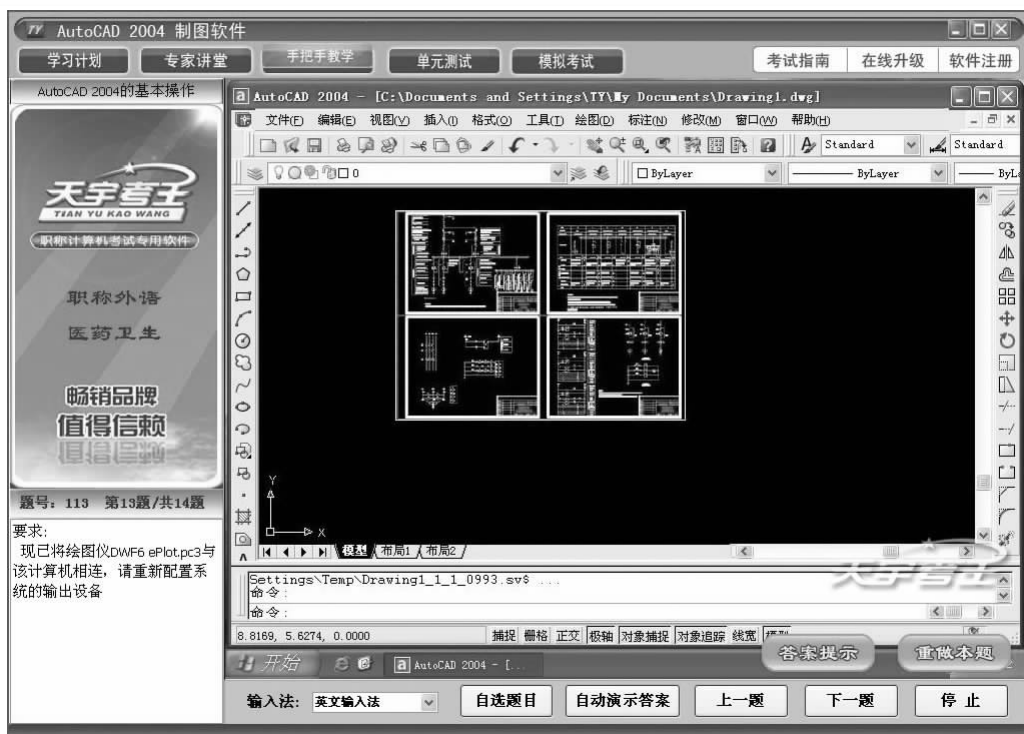 TY AutoCAD 2004 制图软件
学习计划 专家讲堂 手把手教学 单元测试 模拟考试 考试指南 在线升级 软件注册
AutoCAD 2004的基本操作
天宇考王
TIAN YU KAO WANG
职称计算机考试专用软件
职称外语
医药卫生
畅销品牌
值得信赖
题号: 113 第13题/共14题
要求:
现已将绘图仪DWF6 ePlot.pc3与
该计算机相连，请重新配置系
统的输出设备
AutoCAD 2004 - [C:\Documents and Settings\TY\My Documents\Drawing1.dwg]
文件(F) 编辑(E) 视图(V) 插入(I) 格式(O) 工具(T) 绘图(D) 标注(N) 修改(M) 窗口(W) 帮助(H)
Standard Standard
0 ByLayer ByLayer
Y
X
模型 布局1 布局2
Settings\Temp\Drawing1_1_1_0993.sv$ ...
命令:
命令:
天宇考王
8.8169, 5.6274, 0.0000 捕捉 栅格 正交 极轴 对象捕捉 对象追踪 线宽
答案提示 重做本题
开始 AutoCAD 2004 - [...
输入法: 英文输入法 自选题目 自动演示答案 上一题 下一题 停止